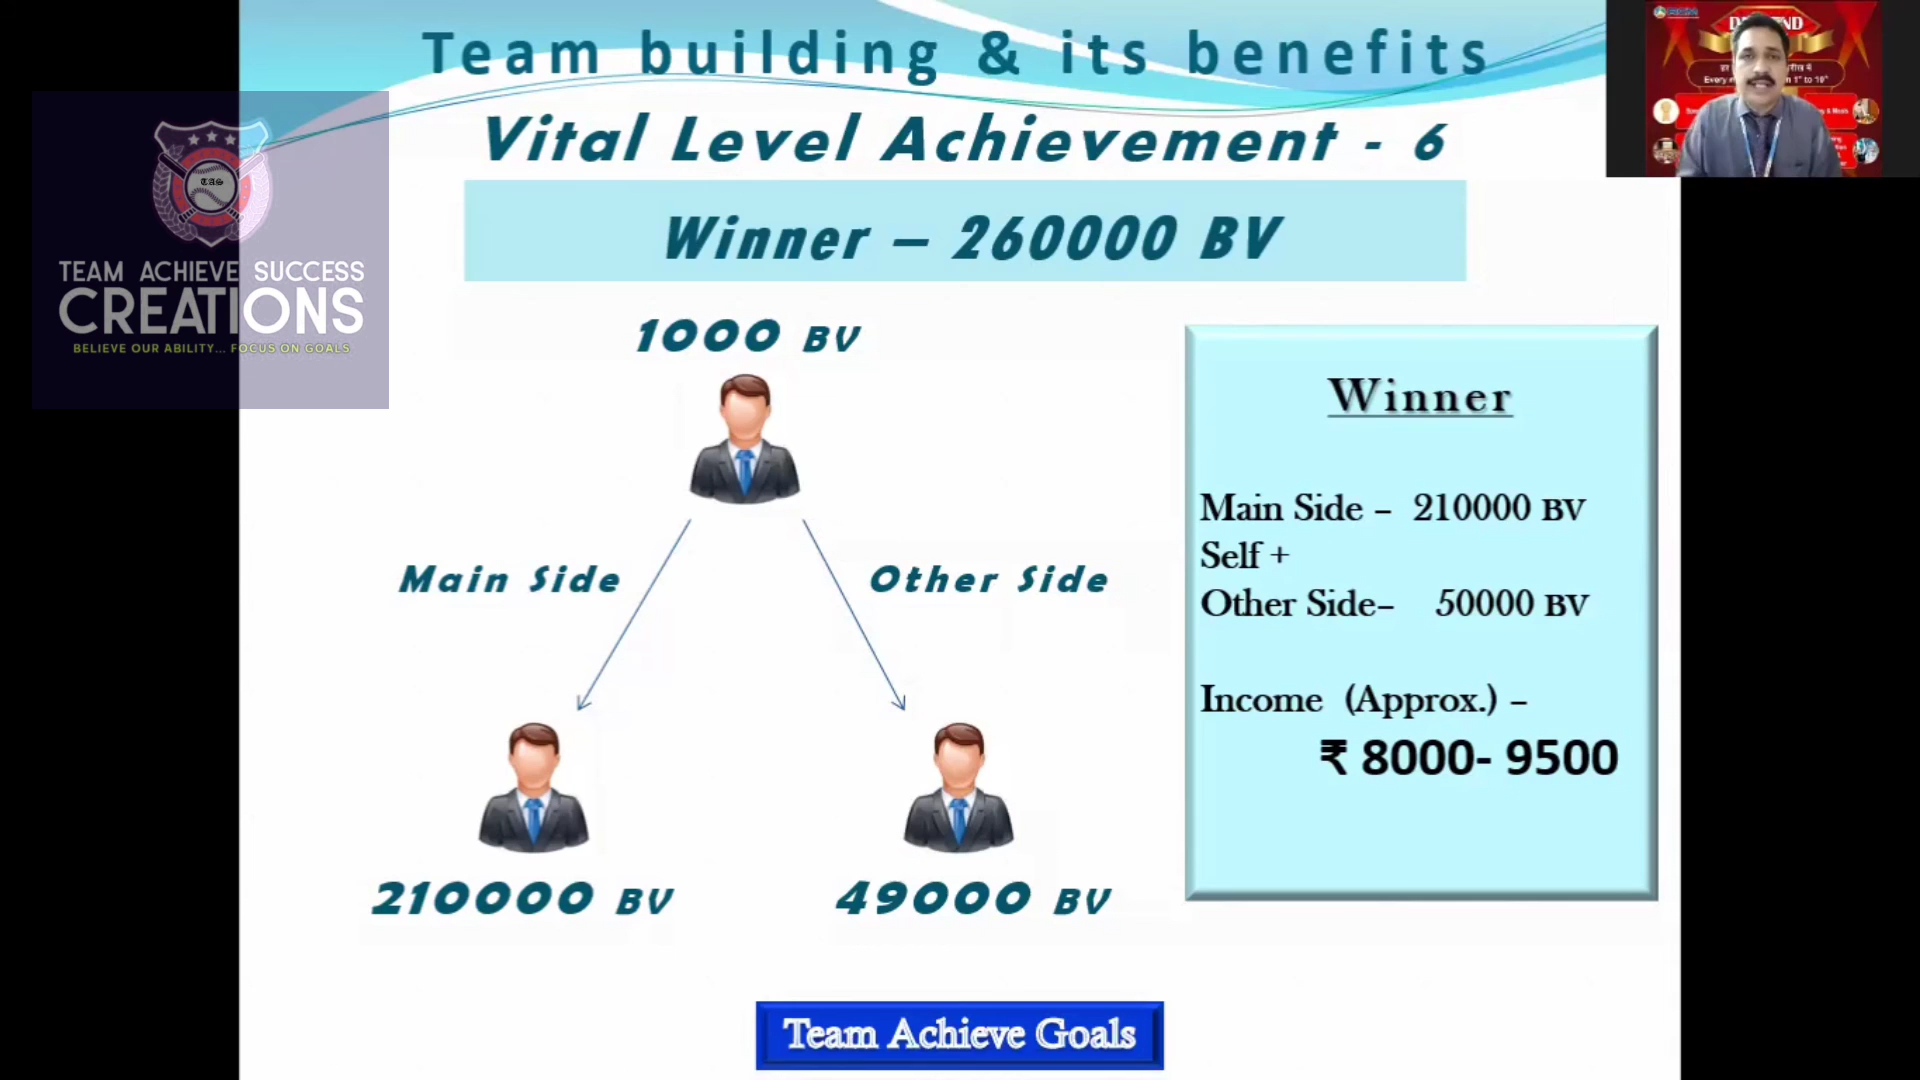 Team building & its benefits
Vital Level Achievement - 6
Winner – 260000 BV
TAS
TEAM ACHIEVE SUCCESS
CREATIONS
BELIEVE OUR ABILITY... FOCUS ON GOALS
1000 BV
Main Side
Other Side
210000 BV
49000 BV
Winner
Main Side – 210000 BV
Self +
Other Side– 50000 BV
Income (Approx.) –
₹ 8000- 9500
Team Achieve Goals